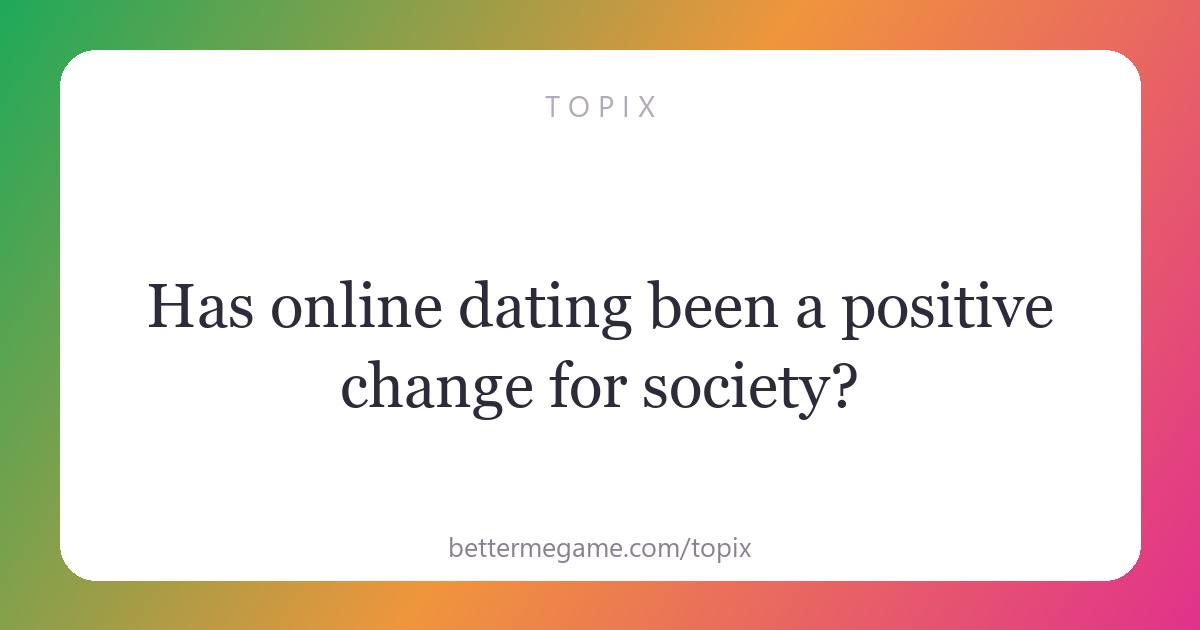 TOPIX
Has online dating been a positive
change for society?
bettermegame.com/topix